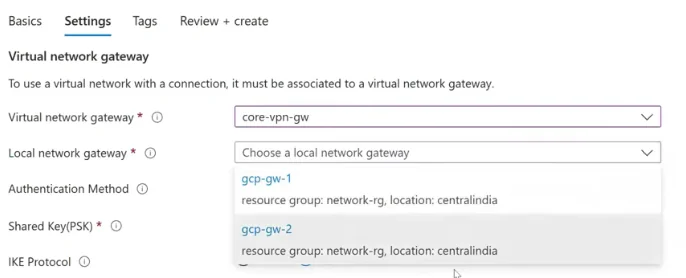 Basics Settings Tags Review + create
Virtual network gateway
To use a virtual network with a connection, it must be associated to a virtual network gateway.
Virtual network gateway * core-vpn-gw
Local network gateway * Choose a local network gateway
gcp-gw-1
Authentication Method
resource group: network-rg, location: centralindia
Shared Key(PSK) * gcp-gw-2
resource group: network-rg, location: centralindia
IKE Protocol